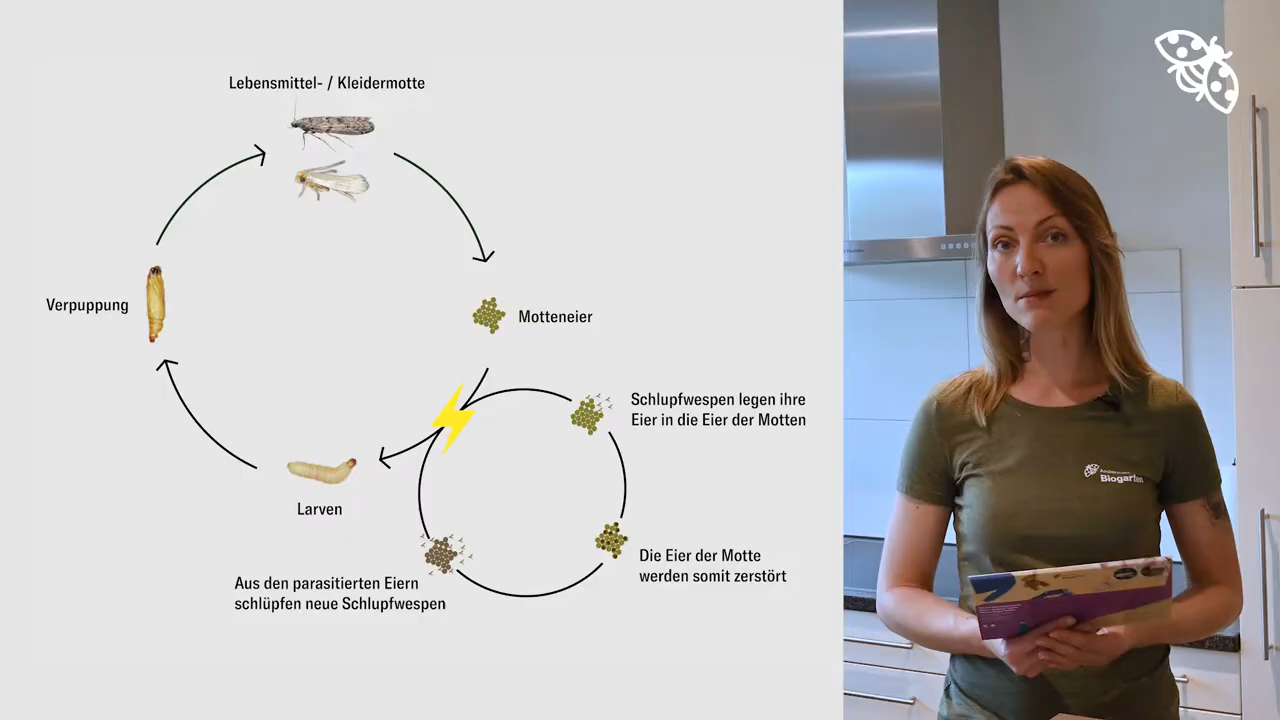 Lebensmittel- / Kleidermotte
Verpuppung
Motteneier
Schlupfwespen legen ihre
Eier in die Eier der Motten
Larven
Die Eier der Motte
werden somit zerstört
Aus den parasitierten Eiern
schlüpfen neue Schlupfwespen
Biogarten